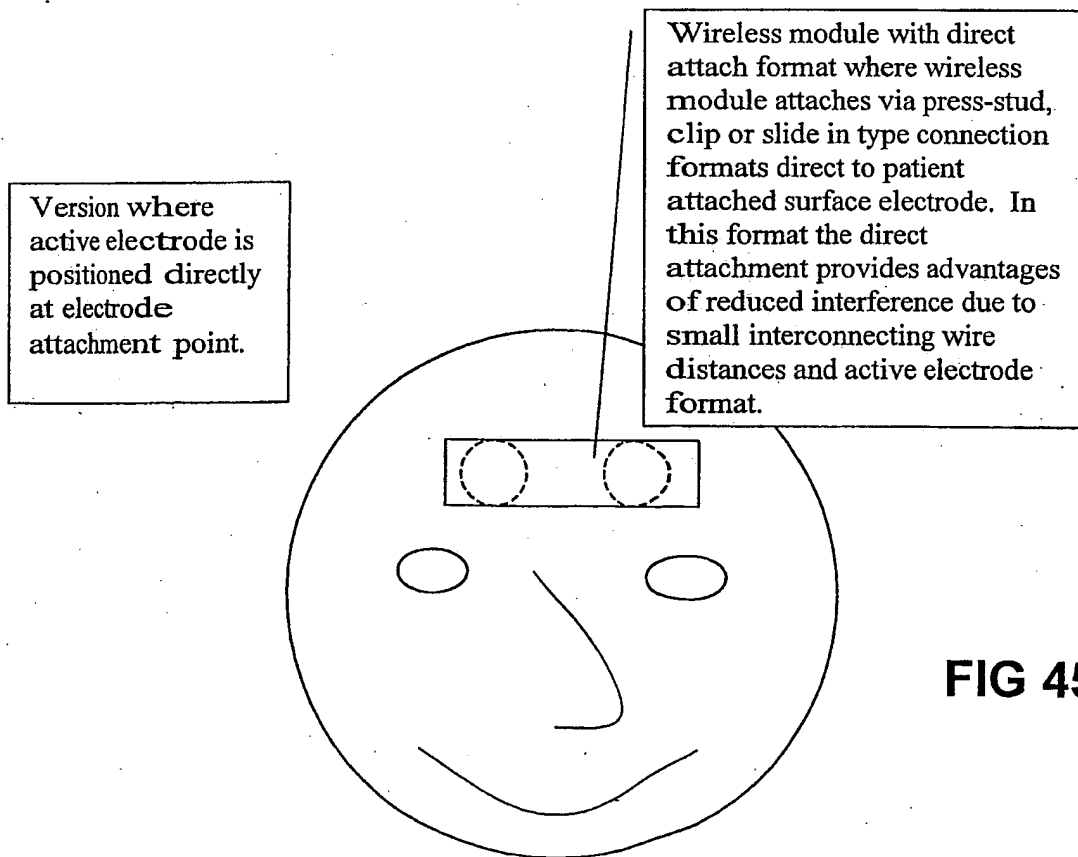 Wireless module with direct
attach format where wireless
module attaches via press-stud,
clip or slide in type connection
formats direct to patient
attached surface electrode. In
this format the direct
attachment provides advantages
of reduced interference due to
small interconnecting wire
distances and active electrode
format.
Version where
active electrode is
positioned directly
at electrode
attachment point.
FIG 45